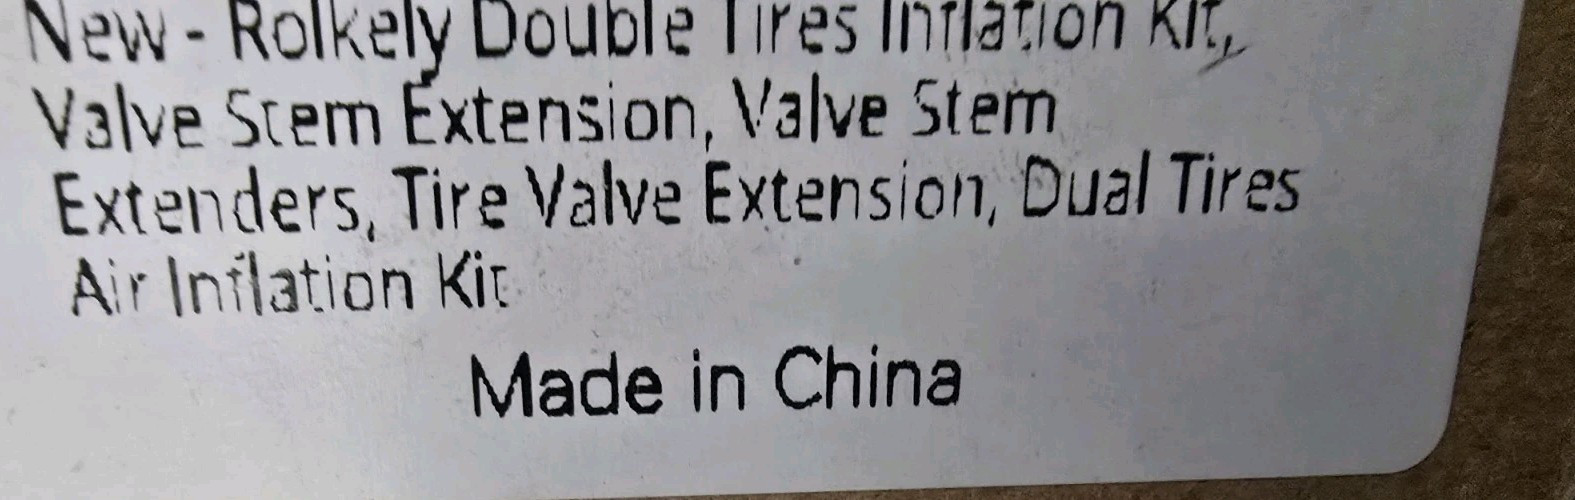 New - Rolkely Double Tires Inflation Kit,
Valve Stem Extension, Valve Stem
Extenders, Tire Valve Extension, Dual Tires
Air Inflation Kit
Made in China